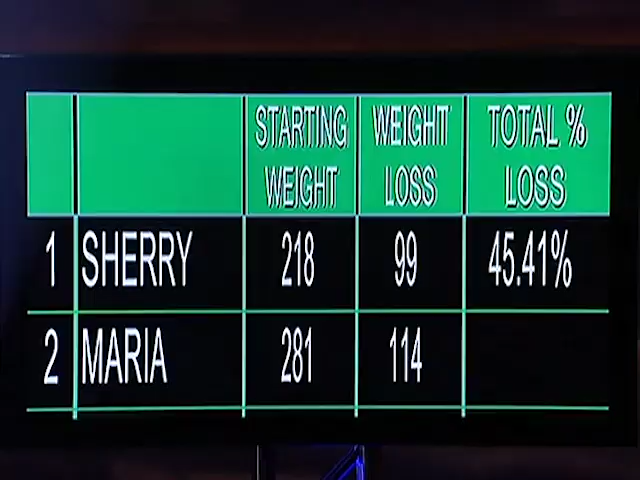 STARTING WEIGHT WEIGHT LOSS TOTAL % LOSS
1 SHERRY 218 99 45.41%
2 MARIA 281 114